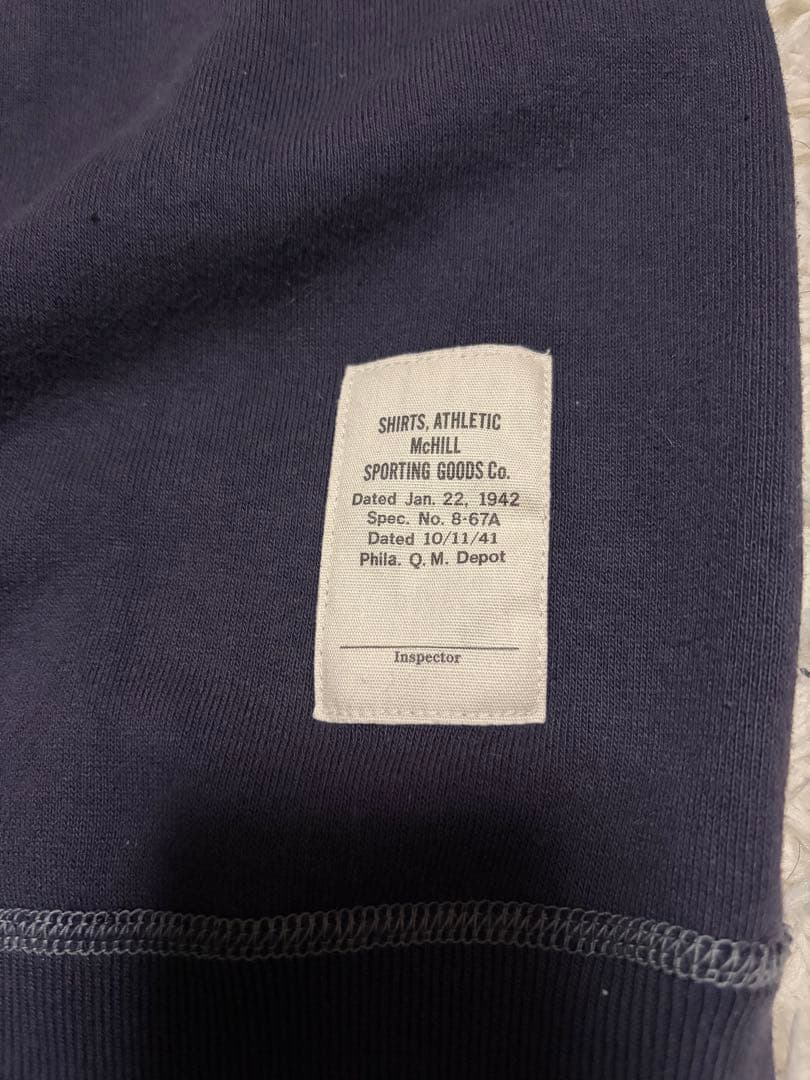 SHIRTS, ATHLETIC
McHILL
SPORTING GOODS Co.
Dated Jan. 22, 1942
Spec. No. 8-67A
Dated 10/11/41
Phila. Q. M. Depot
Inspector